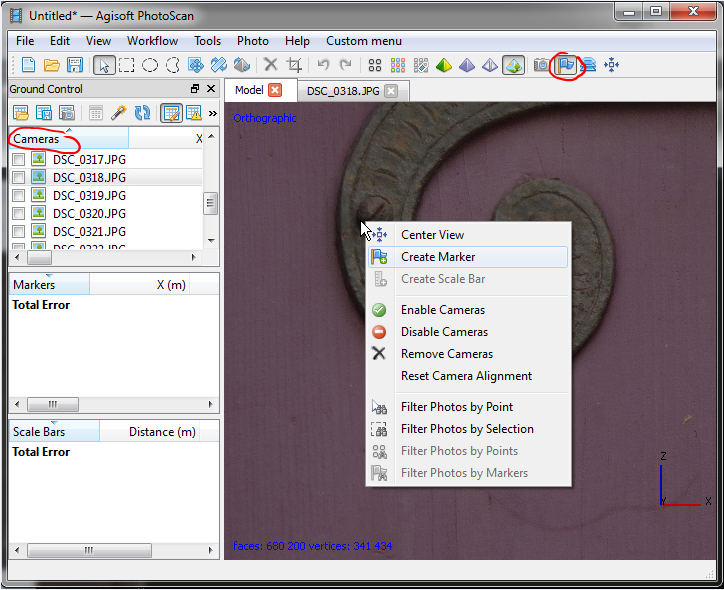 Untitled* — Agisoft PhotoScan
File Edit View Workflow Tools Photo Help Custom menu
Ground Control
Model
DSC_0318.JPG
»
Orthographic
Cameras X
DSC_0317.JPG
DSC_0318.JPG
DSC_0319.JPG
DSC_0320.JPG
DSC_0321.JPG
DSC_0322.JPG
Markers X (m)
Total Error
Scale Bars Distance (m)
Total Error
Center View
Create Marker
Create Scale Bar
Enable Cameras
Disable Cameras
Remove Cameras
Reset Camera Alignment
Filter Photos by Point
Filter Photos by Selection
Filter Photos by Points
Filter Photos by Markers
Z
Y X
faces: 680 200 vertices: 341 434